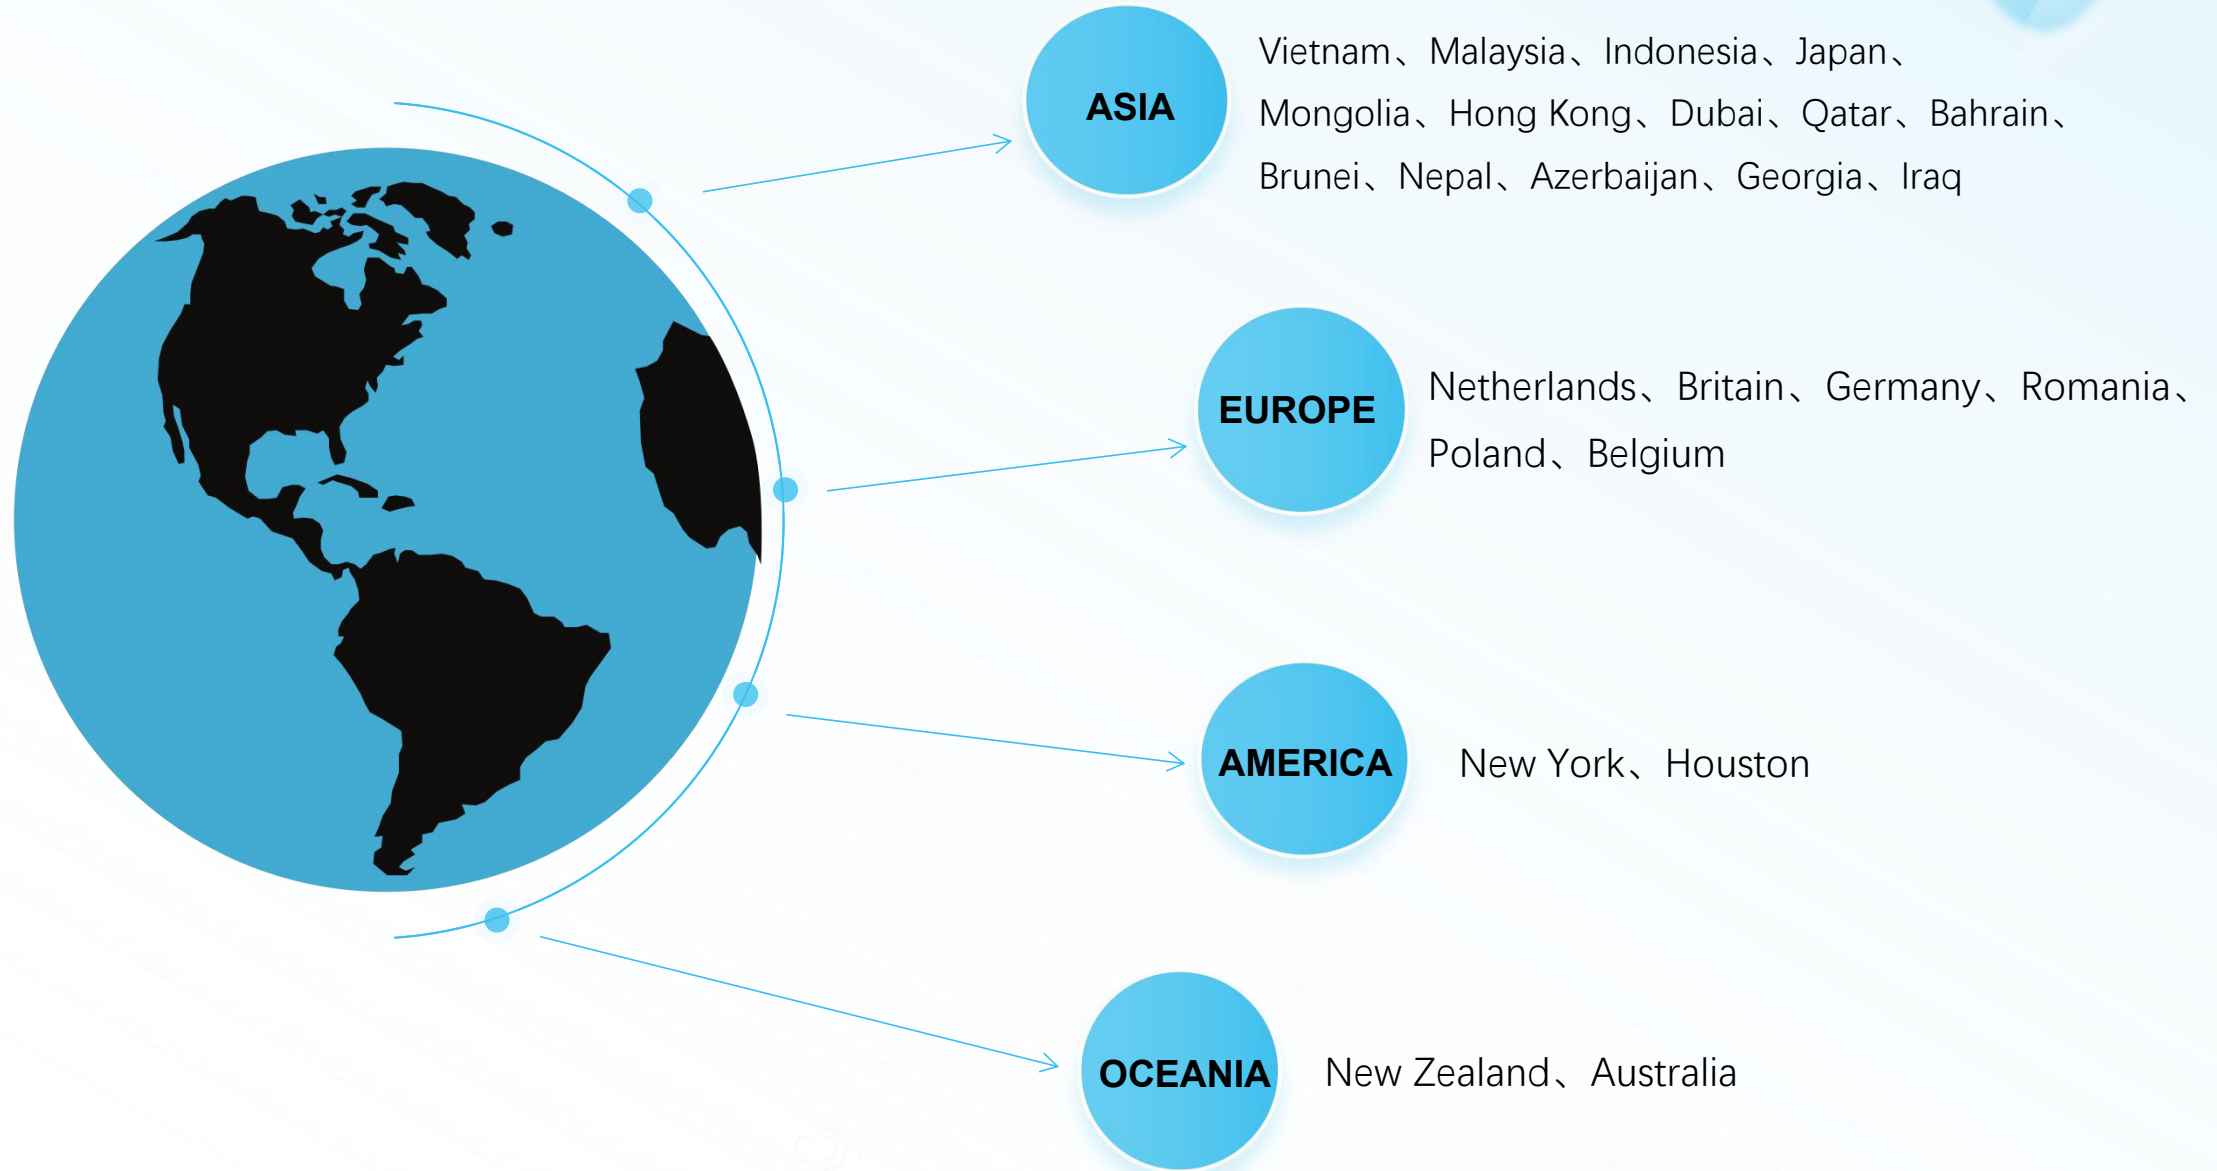 ASIA
Vietnam、Malaysia、Indonesia、Japan、
Mongolia、Hong Kong、Dubai、Qatar、Bahrain、
Brunei、Nepal、Azerbaijan、Georgia、Iraq
EUROPE
Netherlands、Britain、Germany、Romania、
Poland、Belgium
AMERICA
New York、Houston
OCEANIA
New Zealand、Australia